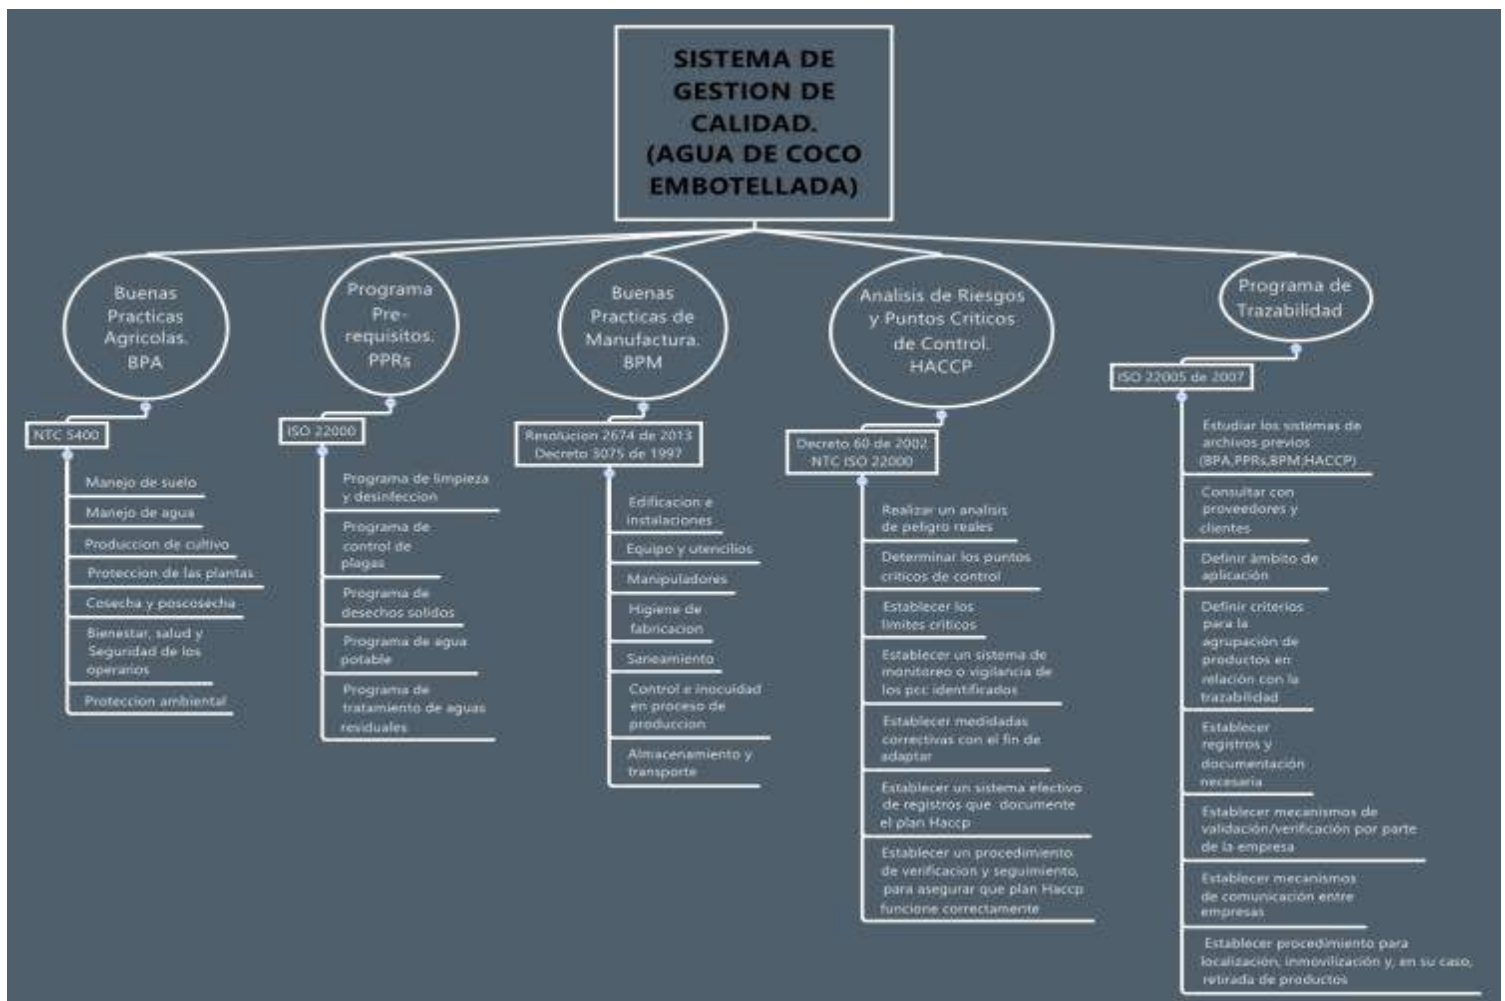 SISTEMA DE
GESTION DE
CALIDAD.
(AGUA DE COCO
EMBOTELLADA)
Buenas
Practicas
Agricolas.
BPA
NTC 5400
Manejo de suelo
Manejo de agua
Produccion de cultivo
Proteccion de las plantas
Cosecha y poscosecha
Bienestar, salud y
Seguridad de los
operarios
Proteccion ambiental
Programa
Pre-
requisitos.
PPRs
ISO 22000
Programa de limpieza
y desinfeccion
Programa de
control de
plagas
Programa de
desechos solidos
Programa de agua
potable
Programa de
tratamiento de aguas
residuales
Buenas
Practicas de
Manufactura.
BPM
Resolucion 2674 de 2013
Decreto 3075 de 1997
Edificacion e
instalaciones
Equipo y utencilios
Manipuladores
Higiene de
fabricacion
Saneamiento
Control e inocuidad
en proceso de
produccion
Almacenamiento y
transporte
Analisis de Riesgos
y Puntos Criticos
de Control.
HACCP
Decreto 60 de 2002
NTC ISO 22000
Realizar un analisis
de peligro reales
Determinar los puntos
criticos de control
Establecer los
limites criticos
Establecer un sistema de
monitoreo o vigilancia de
los pcc identificados
Establecer medidadas
correctivas con el fin de
adaptar
Establecer un sistema efectivo
de registros que documente
el plan Haccp
Establecer un procedimiento
de verificacion y seguimiento,
para asegurar que plan Haccp
funcione correctamente
Programa de
Trazabilidad
ISO 22005 de 2007
Estudiar los sistemas de
archivos previos
(BPA,PPRs,BPM,HACCP)
Consultar con
proveedores y
clientes
Definir ámbito de
aplicación
Definir criterios
para la
agrupación de
productos en
relación con la
trazabilidad
Establecer
registros y
documentación
necesaria
Establecer mecanismos de
validación/verificación por parte
de la empresa
Establecer mecanismos
de comunicación entre
empresas
Establecer procedimiento para
localización, inmovilización y, en su caso,
retirada de productos